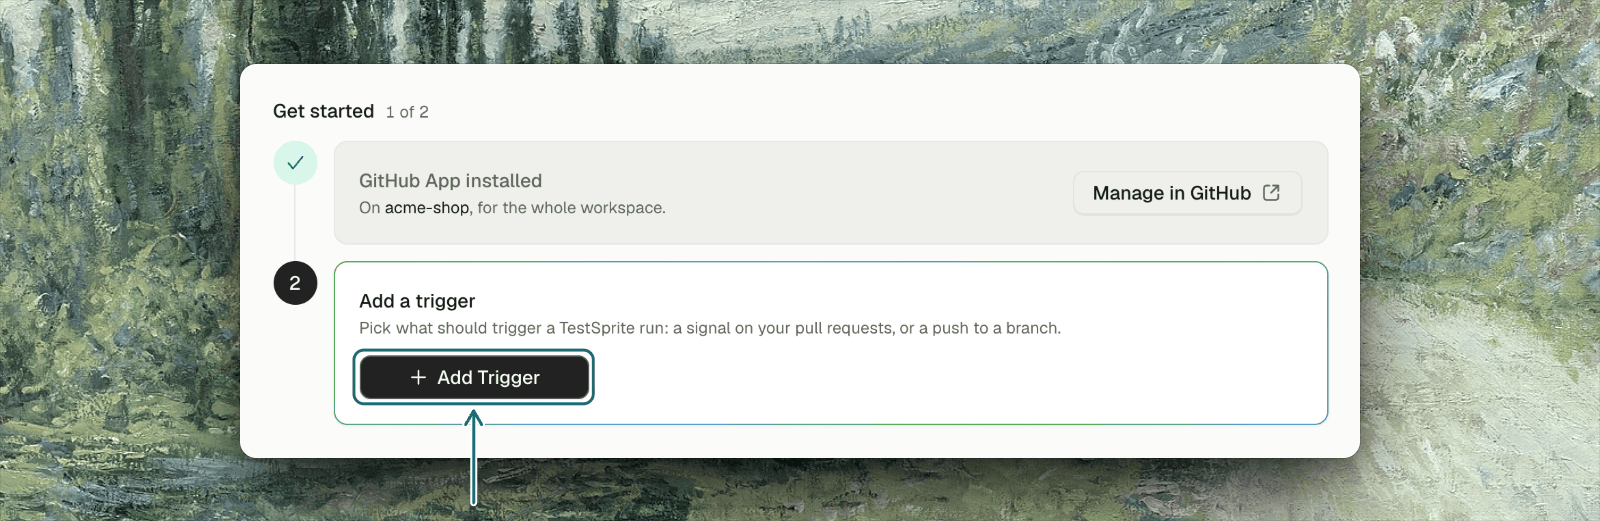 Get started 1 of 2
GitHub App installed
On acme-shop, for the whole workspace.
Manage in GitHub
2
Add a trigger
Pick what should trigger a TestSprite run: a signal on your pull requests, or a push to a branch.
+ Add Trigger